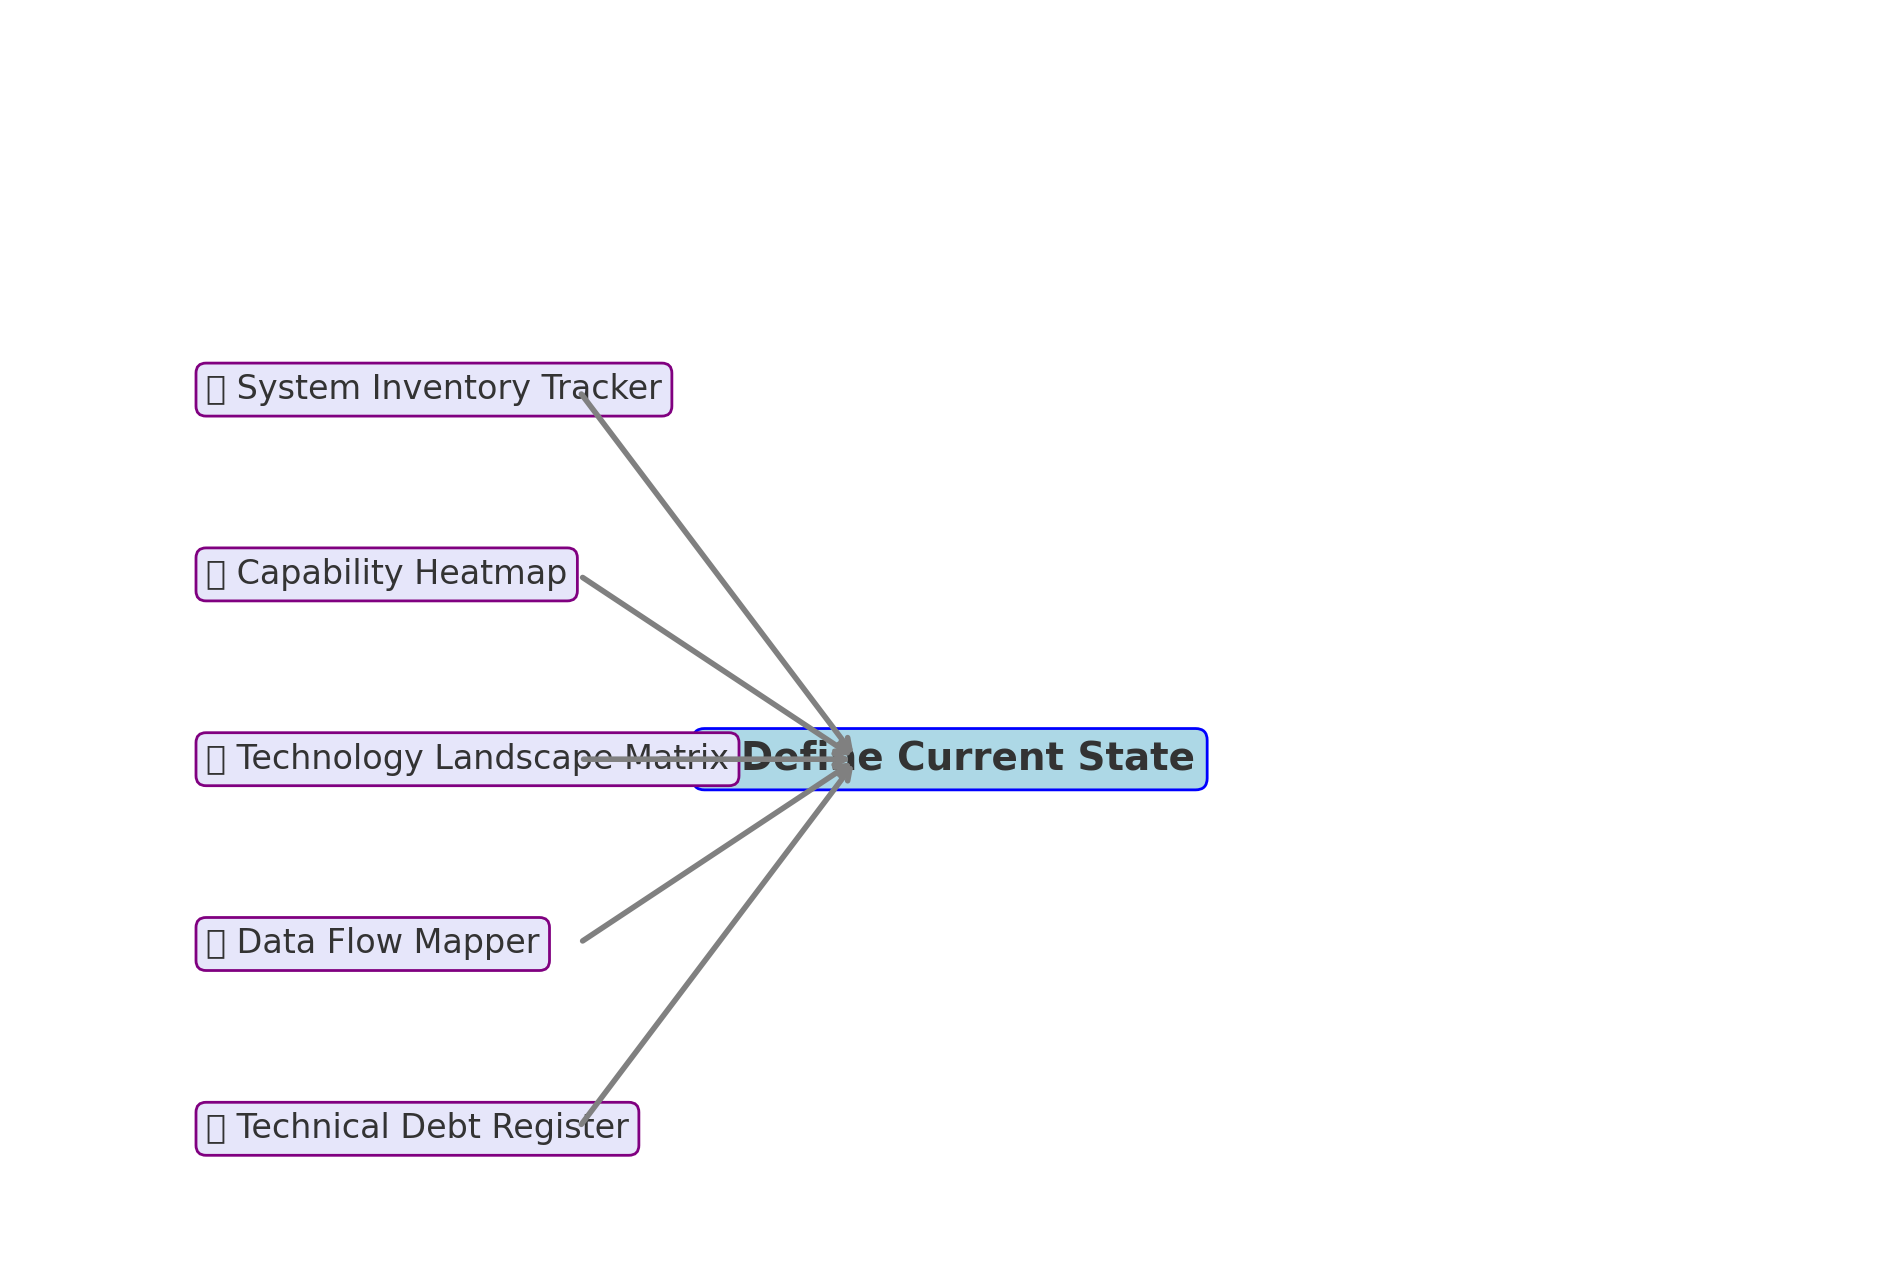 System Inventory Tracker
Capability Heatmap
Technology Landscape Matrix
Define Current State
Data Flow Mapper
Technical Debt Register